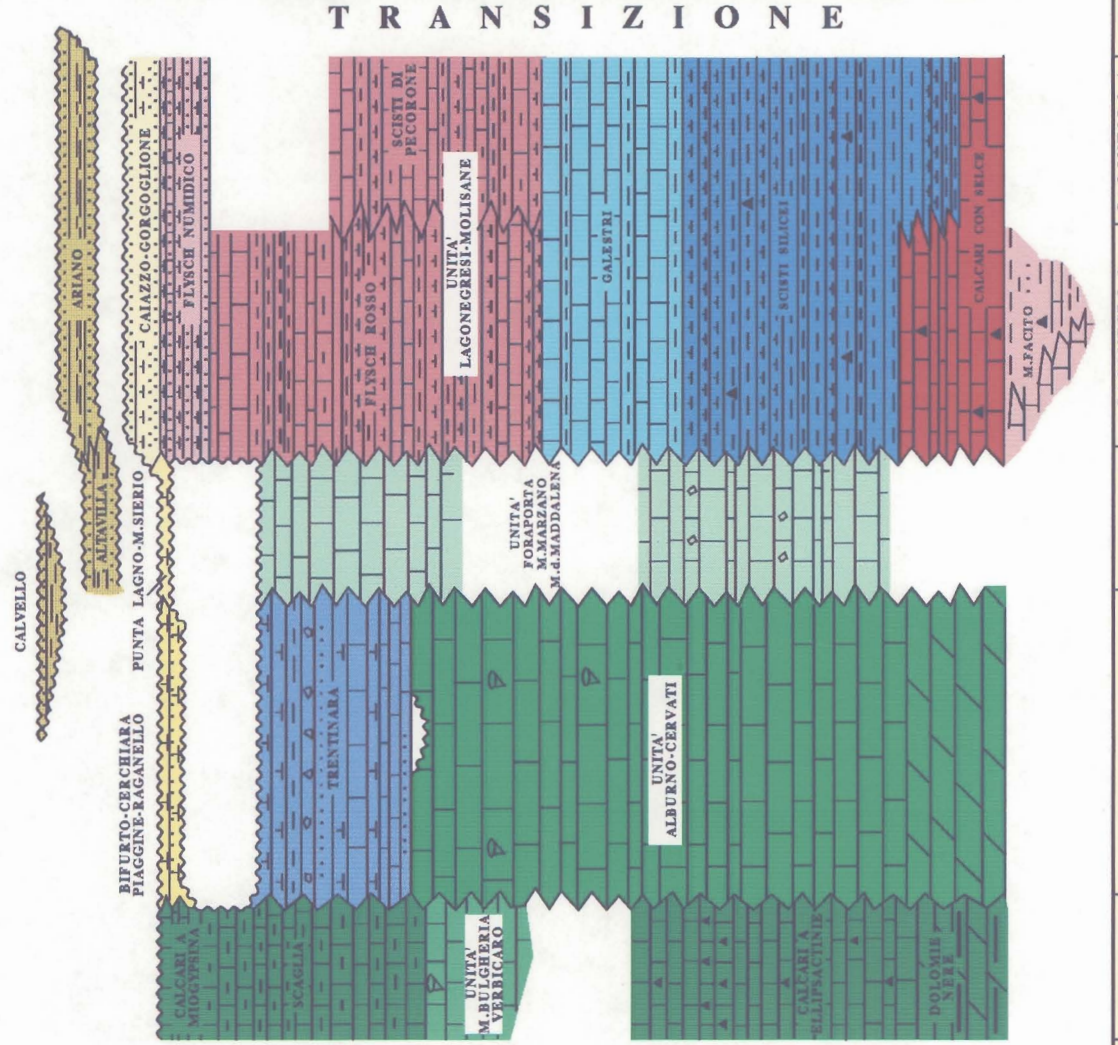 TRANSIZIONE
ARIANO
CAIAZZO-GORGOGLIONE
FLYSCH NUMIDICO
SCISTI DI
PECORONE
FLYSCH ROSSO
UNITA'
LAGONEGRESI-MOLISANE
GALESTRI
SCISTI SILICEI
CALCARI CON SELCE
M.FACITO
CALVELLO
ALTAVILLA
PUNTA LAGNO-M.SIERIO
UNITA'
FORAPORTA
M.MARZANO
M.d.MADDALENA
BIFURTO-CERCHIARA
PIAGGINE-RAGANELLO
TRENTINARA
UNITA'
ALBURNO-CERVATI
CALCARI A
MIOGYPSINA
SCAGLIA
UNITA'
M.BULGHERIA
VERBICARO
CALCARI A
ELLIPSACTINE
DOLOMIE
NERE